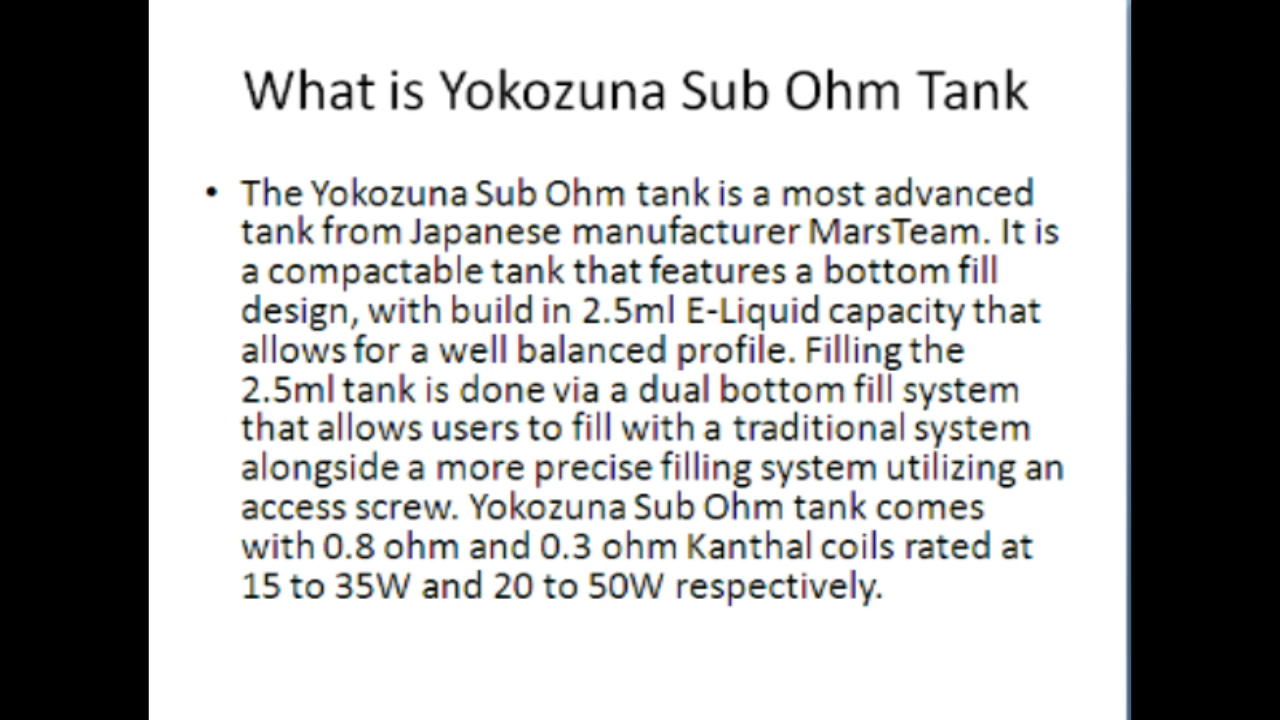 What is Yokozuna Sub Ohm Tank
• The Yokozuna Sub Ohm tank is a most advanced
tank from Japanese manufacturer MarsTeam. It is
a compactable tank that features a bottom fill
design, with build in 2.5ml E-Liquid capacity that
allows for a well balanced profile. Filling the
2.5ml tank is done via a dual bottom fill system
that allows users to fill with a traditional system
alongside a more precise filling system utilizing an
access screw. Yokozuna Sub Ohm tank comes
with 0.8 ohm and 0.3 ohm Kanthal coils rated at
15 to 35W and 20 to 50W respectively.